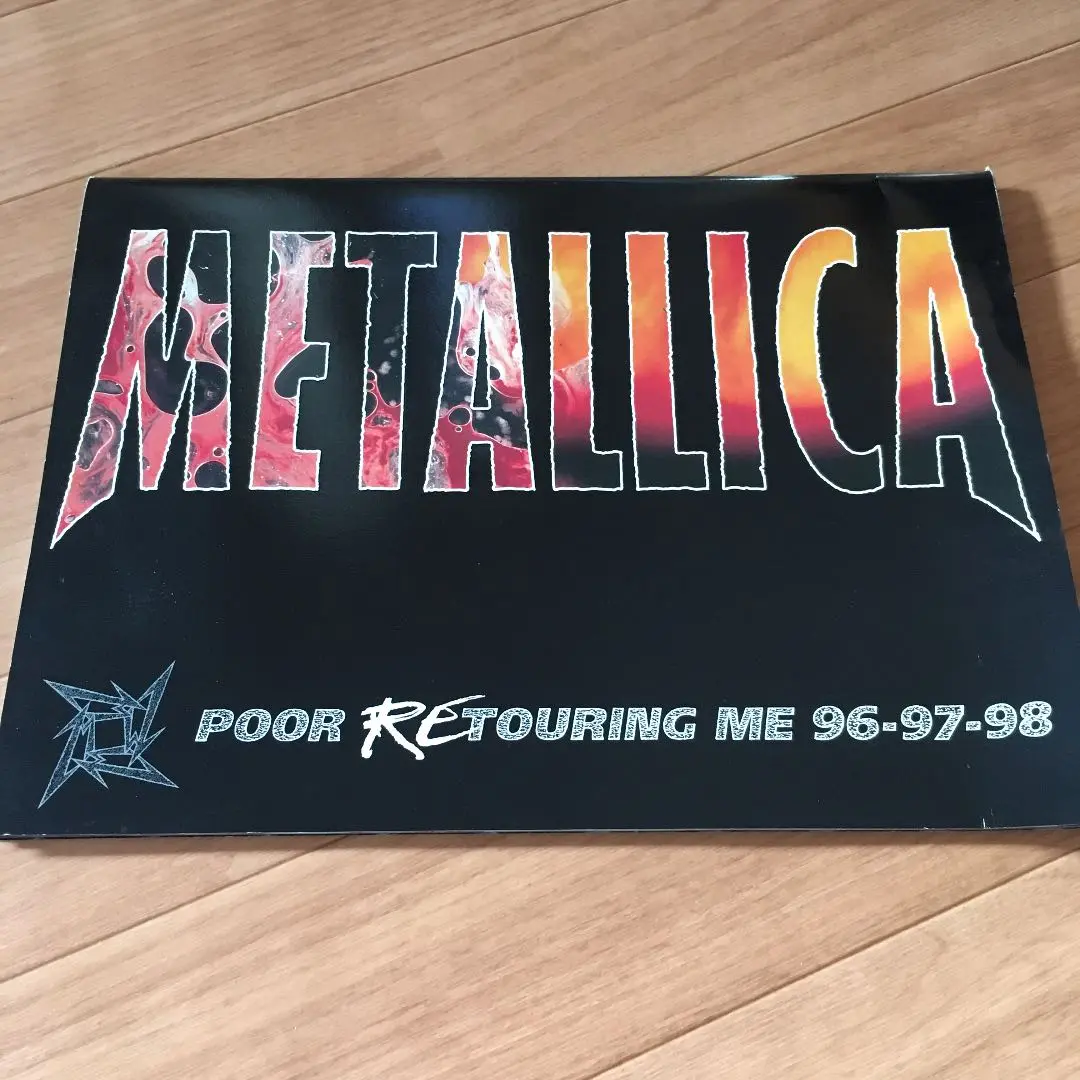 METALLICA
POOR RETOURING ME 96-97-98